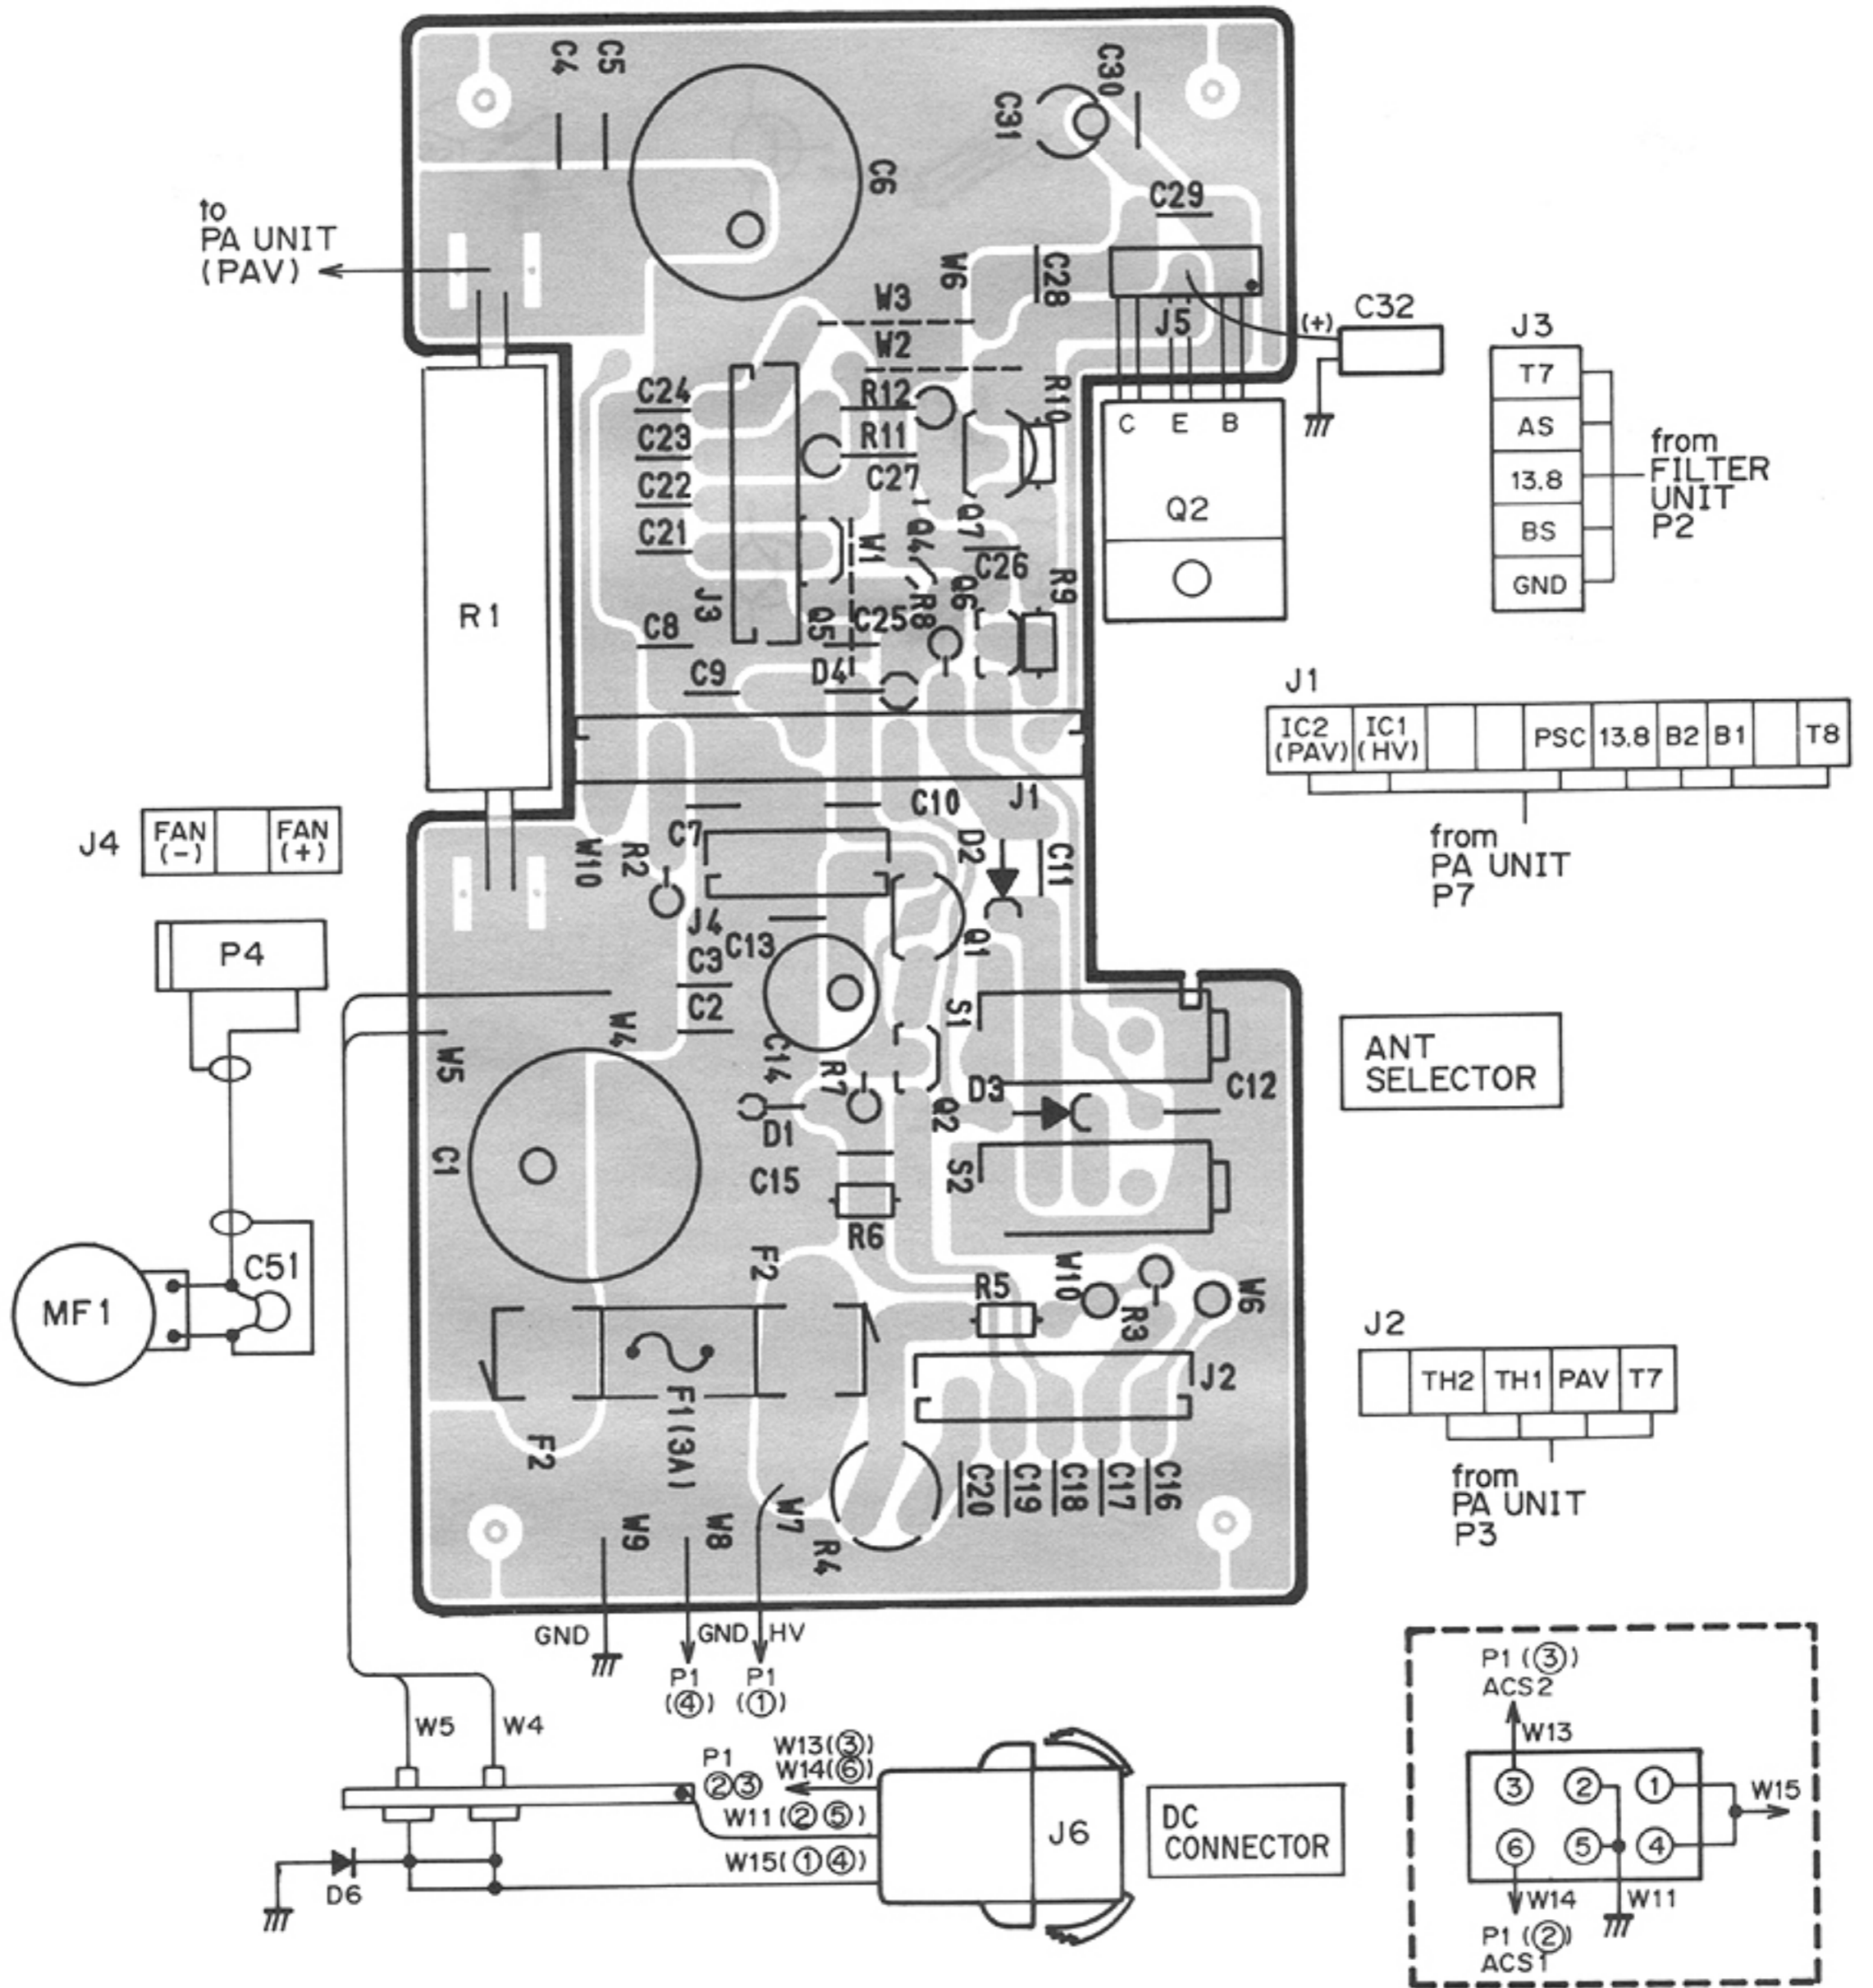 C4
C5
C30
C31
C6
C29
to
PA UNIT
(PAV)
W6
C28
W3
W2
J5
(+)
C32
J3
T7
AS
13.8
BS
GND
from
FILTER
UNIT
P2
C24
R12
R10
C23
R11
C22
C27
C21
W1
Q4
Q7
C26
C E B
Q2
R1
J3
Q5
C25
R8
Q6
R9
C8
C9
D4
J1
IC2
(PAV)
IC1
(HV)
PSC
13.8
B2
B1
T8
from
PA UNIT
P7
J4
FAN
(-)
FAN
(+)
P4
C10
J1
C7
W10
R2
D2
C11
J4
C13
Q1
C3
C2
W4
W5
S1
C14
R7
D3
C12
Q2
D1
C1
C15
S2
R6
ANT
SELECTOR
C51
MF1
F2
W10
R5
R3
W6
J2
F1(3A)
F2
C20
C19
C18
C17
C16
W9
W8
W7
R4
J2
TH2
TH1
PAV
T7
from
PA UNIT
P3
GND
GND
HV
P1
(④)
P1
(①)
W5
W4
P1
②③
W13(③)
W14(⑥)
W11(②⑤)
W15(①④)
J6
DC
CONNECTOR
D6
P1 (③)
ACS2
W13
③ ② ①
W15
⑥ ⑤ ④
W14
W11
P1 (②)
ACS1